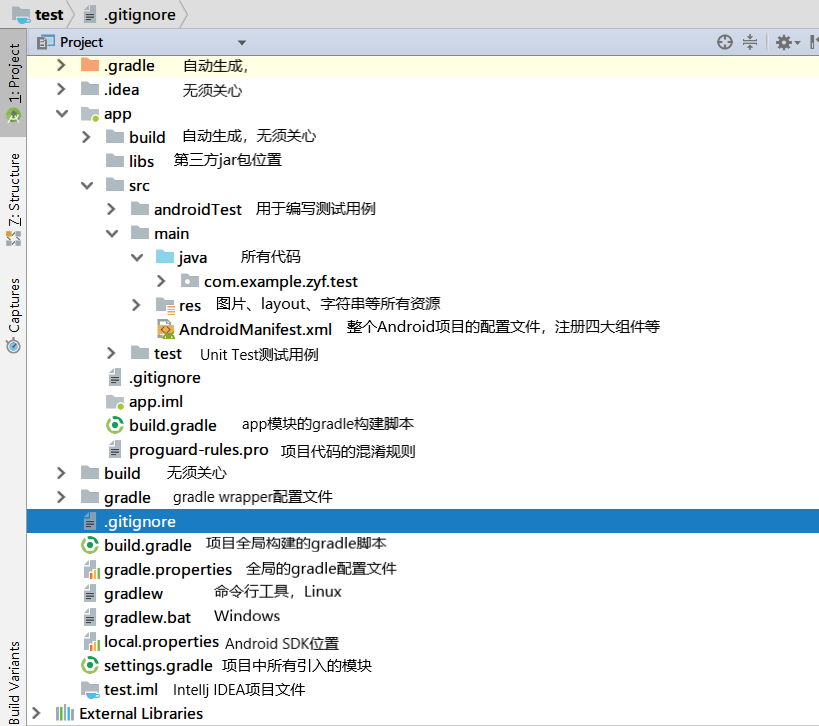 test .gitignore
Project
.gradle 自动生成，
.idea 无须关心
app
build 自动生成，无须关心
libs 第三方jar包位置
src
androidTest 用于编写测试用例
main
java 所有代码
com.example.zyf.test
res 图片、layout、字符串等所有资源
AndroidManifest.xml 整个Android项目的配置文件，注册四大组件等
test Unit Test测试用例
.gitignore
app.iml
build.gradle app模块的gradle构建脚本
proguard-rules.pro 项目代码的混淆规则
build 无须关心
gradle gradle wrapper配置文件
.gitignore
build.gradle 项目全局构建的gradle脚本
gradle.properties 全局的gradle配置文件
gradlew 命令行工具，Linux
gradlew.bat Windows
local.properties Android SDK位置
settings.gradle 项目中所有引入的模块
test.iml Intellj IDEA项目文件
External Libraries
1: Project
Z: Structure
Captures
Build Variants